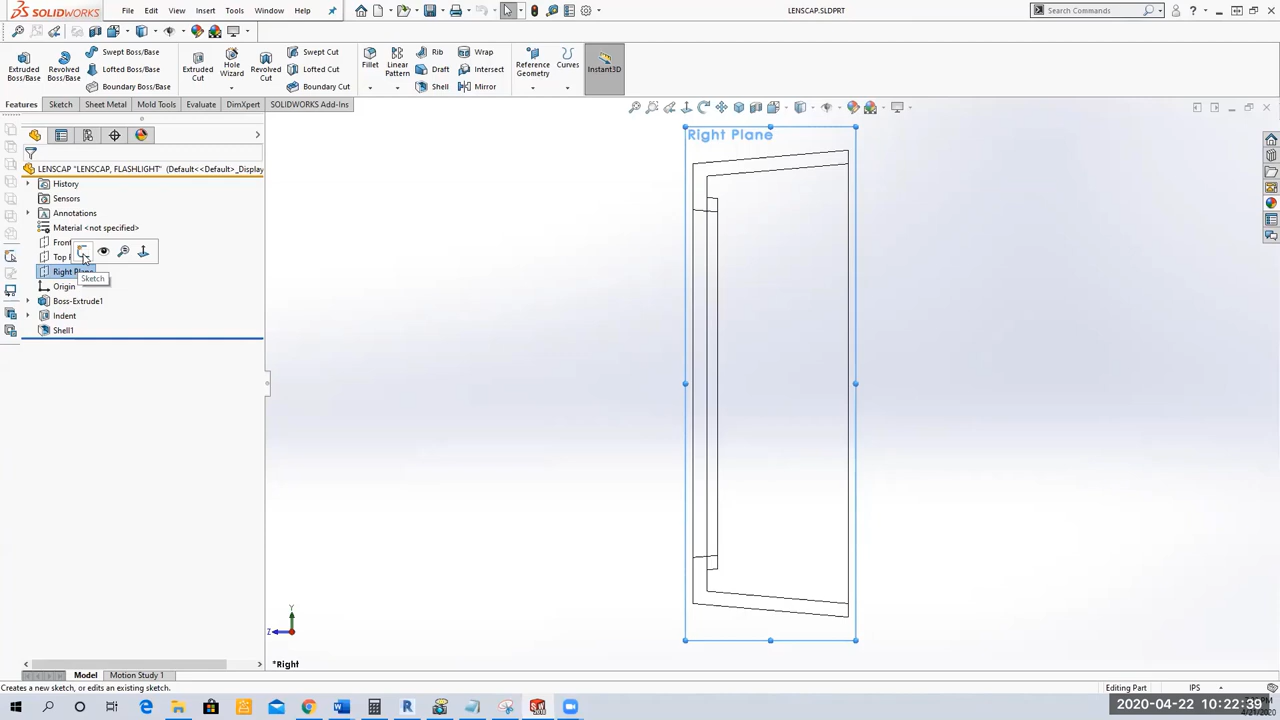 SOLIDWORKS File Edit View Insert Tools Window Help LENSCAP.SLDPRT Search Commands
Extruded Boss/Base Revolved Boss/Base Swept Boss/Base Lofted Boss/Base Boundary Boss/Base Extruded Cut Hole Wizard Revolved Cut Swept Cut Lofted Cut Boundary Cut Fillet Linear Pattern Rib Draft Shell Wrap Intersect Mirror Reference Geometry Curves Instant3D
Features Sketch Sheet Metal Mold Tools Evaluate DimXpert SOLIDWORKS Add-Ins
Right Plane
LENSCAP "LENSCAP, FLASHLIGHT" (Default<<Default>_Display
History
Sensors
Annotations
Material <not specified>
Front
Top
Right Plane
Sketch
Origin
Boss-Extrude1
Indent
Shell1
Y
Z
*Right
Model Motion Study 1
Creates a new sketch, or edits an existing sketch. Editing Part IPS
2020-04-22 10:22:39